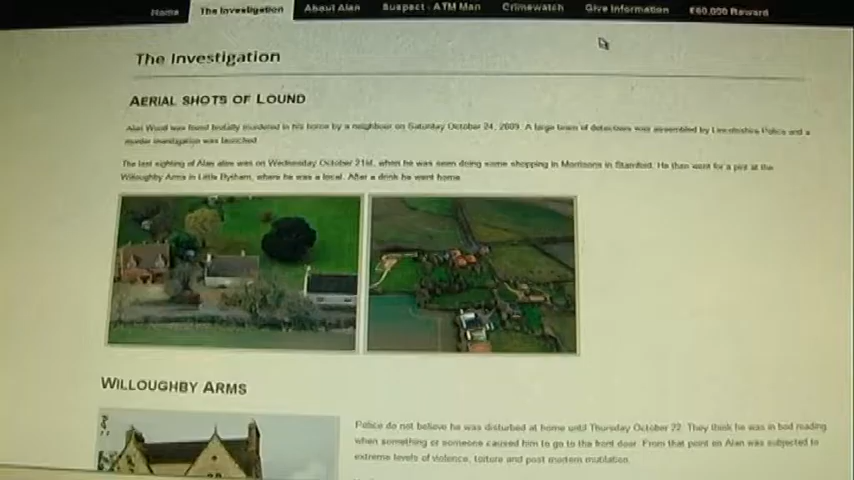 Home The Investigation About Alan Suspect - ATM Man Crimewatch Give Information €60,000 Reward
The Investigation
AERIAL SHOTS OF LOUND
Alan Wood was found brutally murdered in his home by a neighbour on Saturday October 24, 2009. A large team of detectives was assembled by Lincolnshire Police and a
murder investigation was launched.
The last sighting of Alan alive was on Wednesday October 21st, when he was seen doing some shopping in Morrisons in Stamford. He then went for a pint at the
Willoughby Arms in Little Bytham, where he was a local. After a drink he went home.
WILLOUGHBY ARMS
Police do not believe he was disturbed at home until Thursday October 22. They think he was in bed reading
when something or someone caused him to go to the front door. From that point on Alan was subjected to
extreme levels of violence, torture and post mortem mutilation.